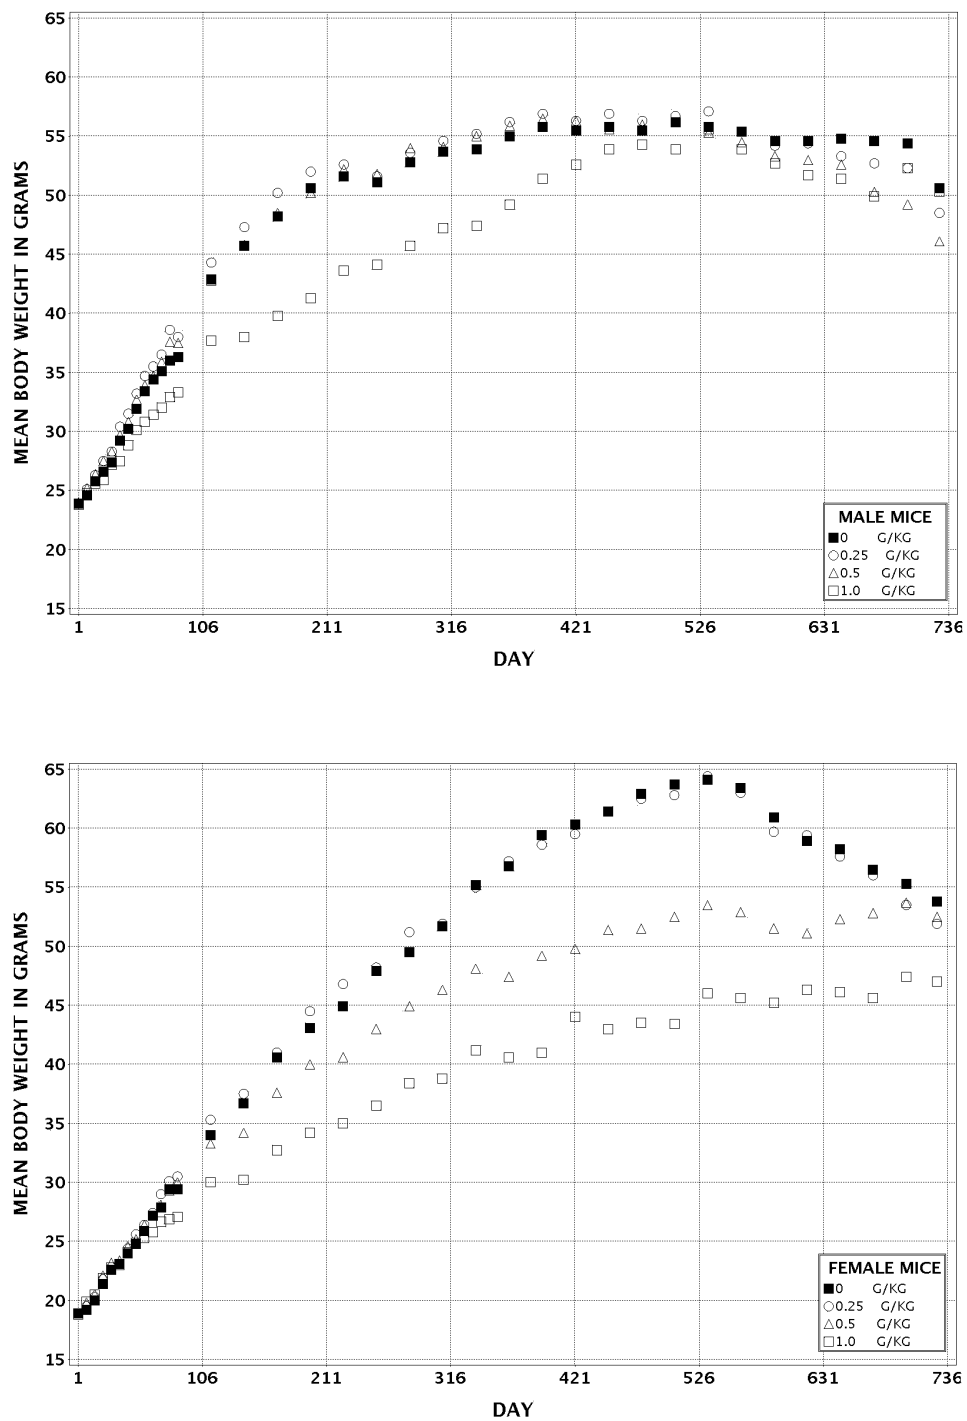 65
60
55
50
45
40
35
30
25
20
15
MEAN BODY WEIGHT IN GRAMS
MALE MICE
0 G/KG
0.25 G/KG
0.5 G/KG
1.0 G/KG
1 106 211 316 421 526 631 736
DAY
65
60
55
50
45
40
35
30
25
20
15
MEAN BODY WEIGHT IN GRAMS
FEMALE MICE
0 G/KG
0.25 G/KG
0.5 G/KG
1.0 G/KG
1 106 211 316 421 526 631 736
DAY